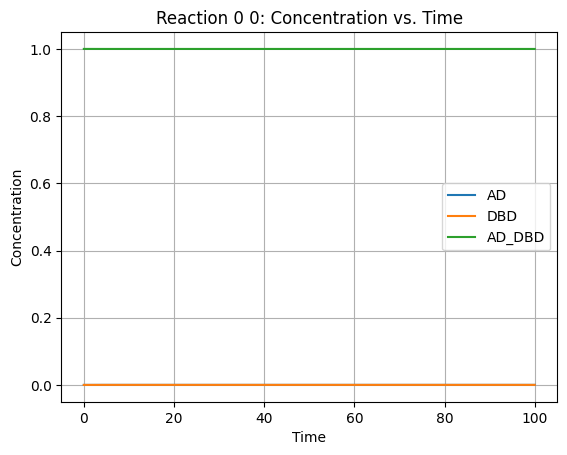 Reaction 0 0: Concentration vs. Time
Concentration
1.0
0.8
0.6
0.4
0.2
0.0
AD
DBD
AD_DBD
0 20 40 60 80 100
Time